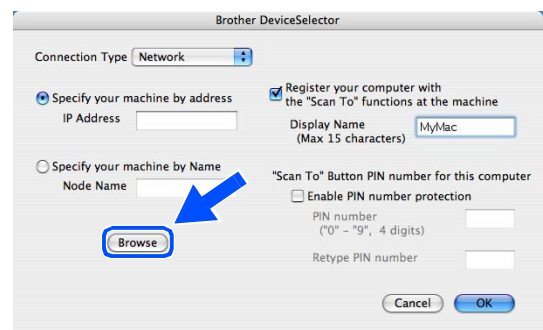 Brother DeviceSelector
Connection Type Network
Specify your machine by address
IP Address
Specify your machine by Name
Node Name
Browse
Register your computer with
the "Scan To" functions at the machine
Display Name
(Max 15 characters)
MyMac
"Scan To" Button PIN number for this computer
Enable PIN number protection
PIN number
("0" – "9", 4 digits)
Retype PIN number
Cancel OK